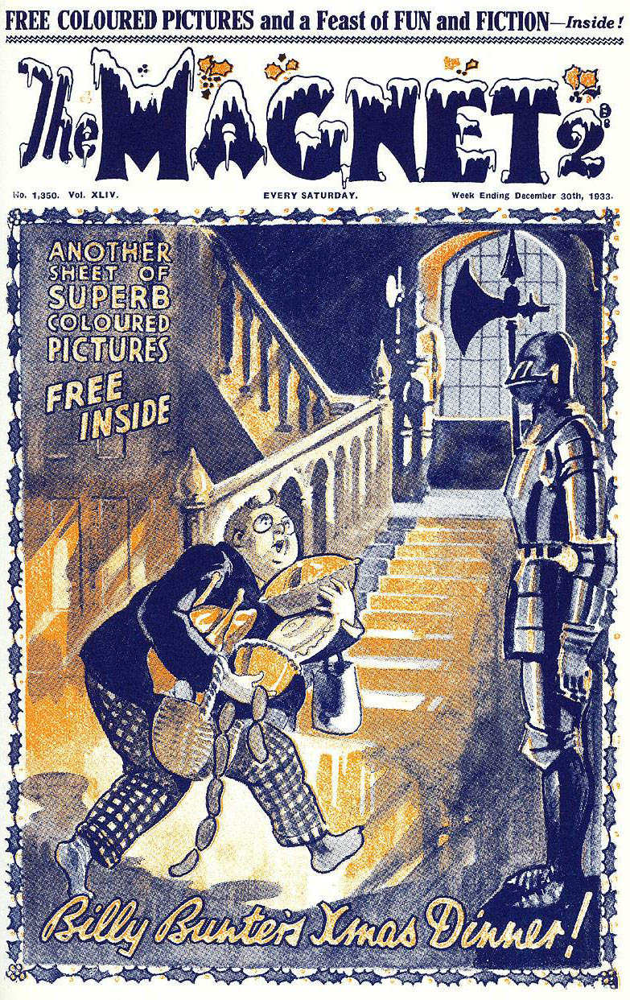 FREE COLOURED PICTURES and a Feast of FUN and FICTION—Inside!
The MAGNET 2D.
No. 1,350. Vol. XLIV. EVERY SATURDAY. Week Ending December 30th, 1933.
ANOTHER
SHEET OF
SUPERB
COLOURED
PICTURES
FREE
INSIDE
Billy Bunter's Xmas Dinner!